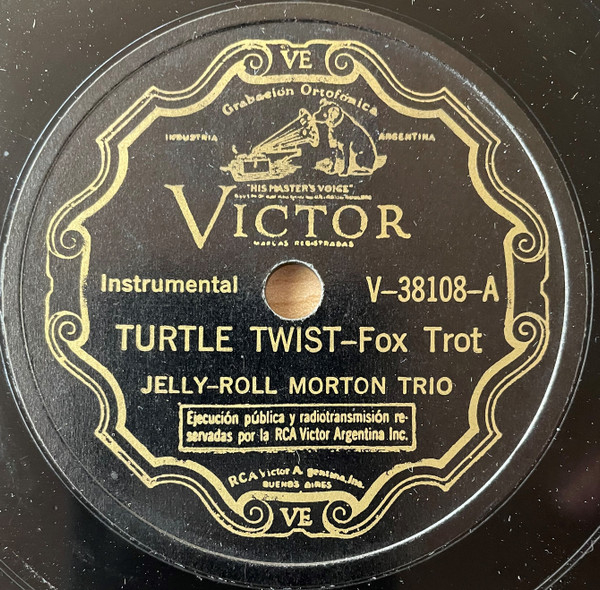 VE
Grabación Ortofónica
INDUSTRIA ARGENTINA
"HIS MASTER'S VOICE"
VICTOR
MARCAS REGISTRADAS
Instrumental V-38108-A
TURTLE TWIST-Fox Trot
JELLY-ROLL MORTON TRIO
Ejecución pública y radiotransmisión re-
servadas por la RCA Victor Argentina Inc.
RCA Victor Argentina, Inc.
BUENOS AIRES
VE